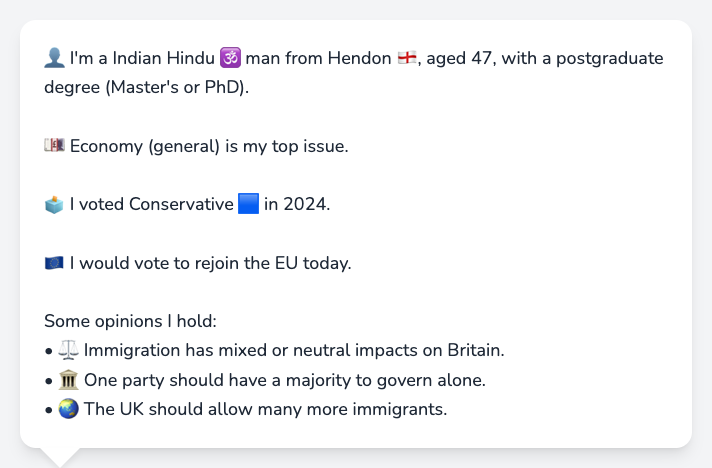 👤 I'm a Indian Hindu 🕉️ man from Hendon 🏴󠁧󠁢󠁥󠁮󠁧󠁿, aged 47, with a postgraduate
degree (Master's or PhD).
💷 Economy (general) is my top issue.
🗳️ I voted Conservative 🟦 in 2024.
🇪🇺 I would vote to rejoin the EU today.
Some opinions I hold:
• ⚖️ Immigration has mixed or neutral impacts on Britain.
• 🏛️ One party should have a majority to govern alone.
• 🌏 The UK should allow many more immigrants.